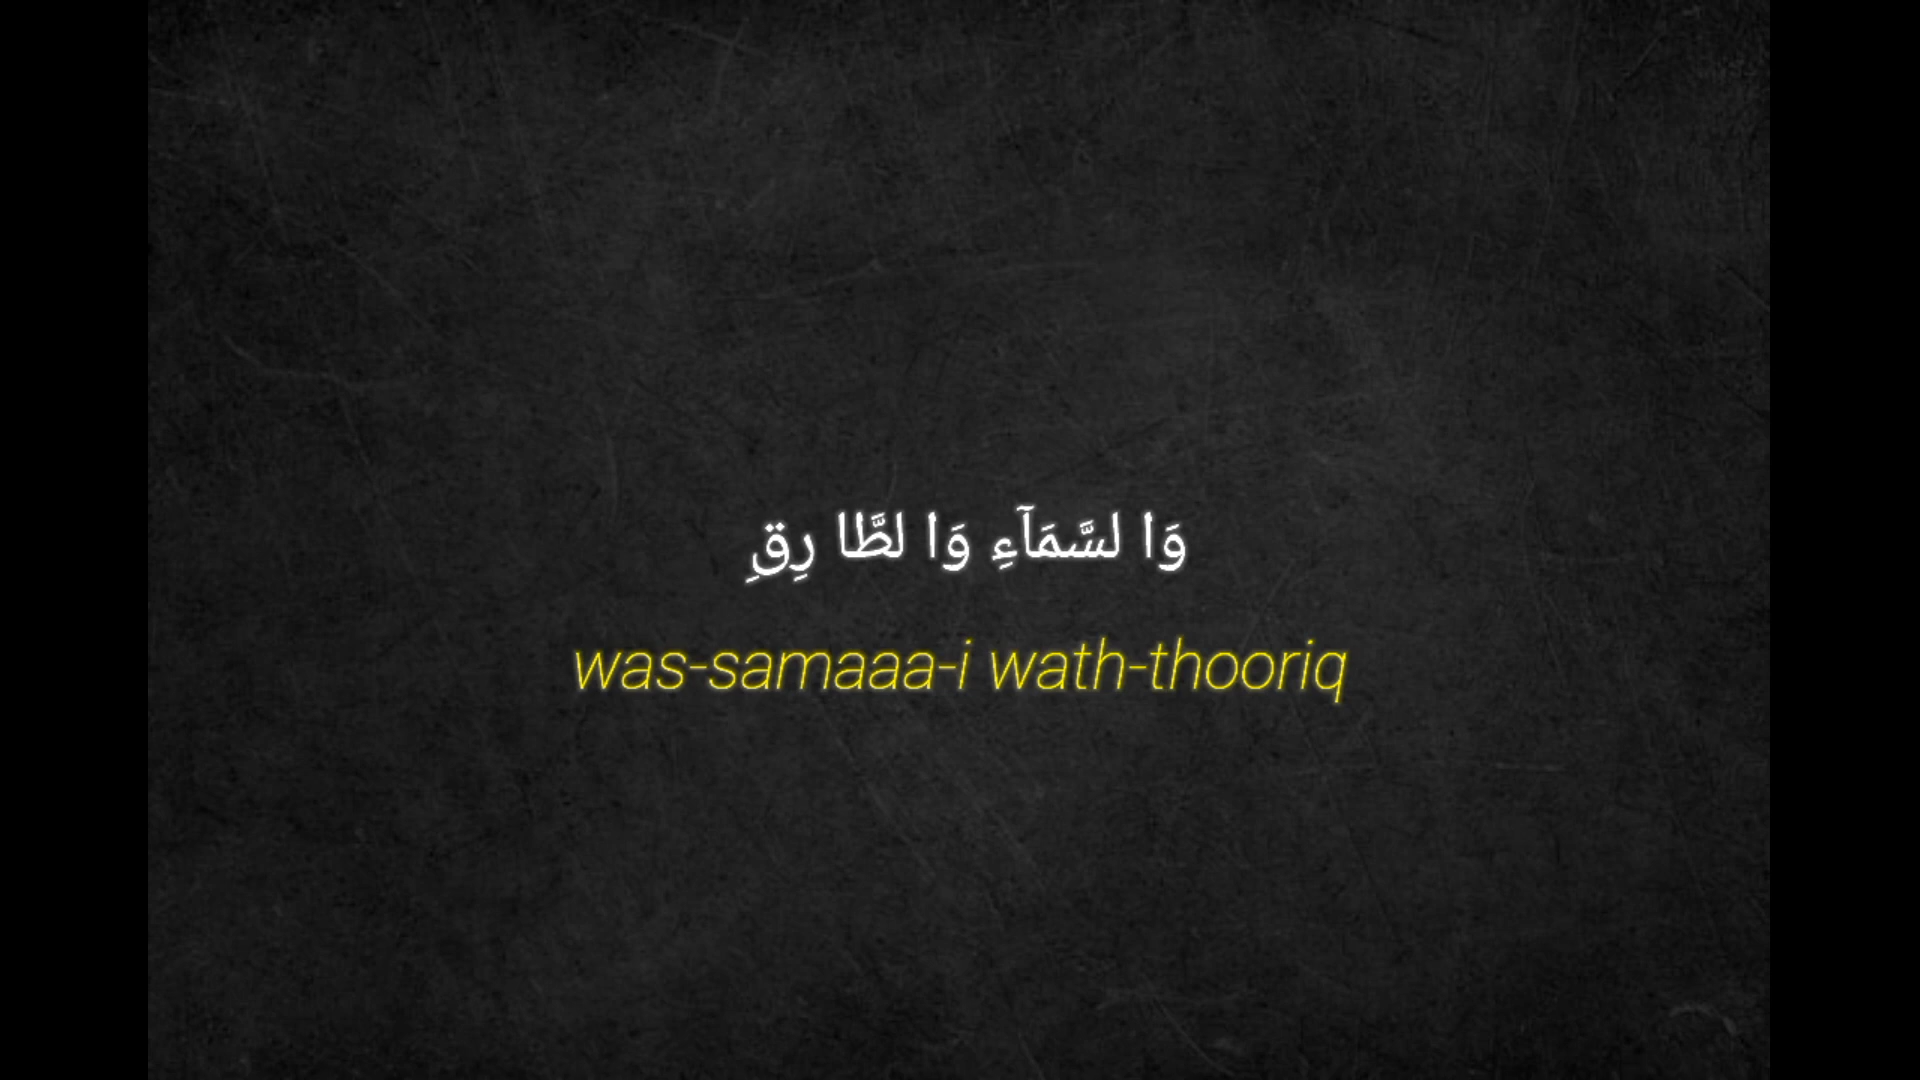 وَا لسَّمَآءِ وَا لطَّا رِقِ
was-samaaa-i wath-thooriq